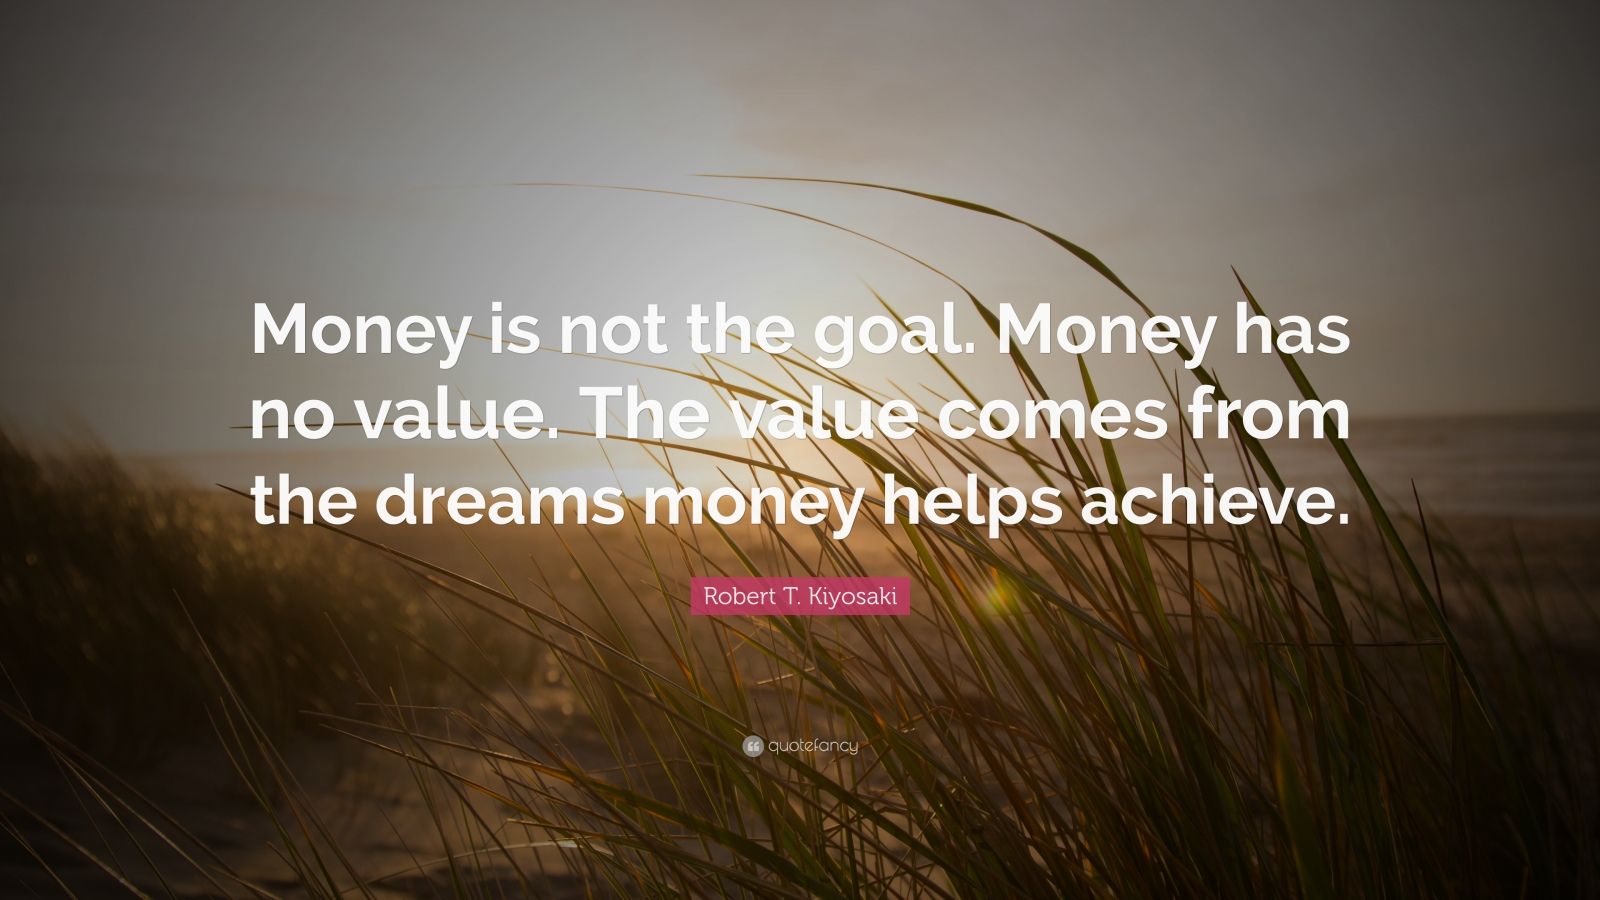 Money is not the goal. Money has
no value. The value comes from
the dreams money helps achieve.
Robert T. Kiyosaki
quotefancy